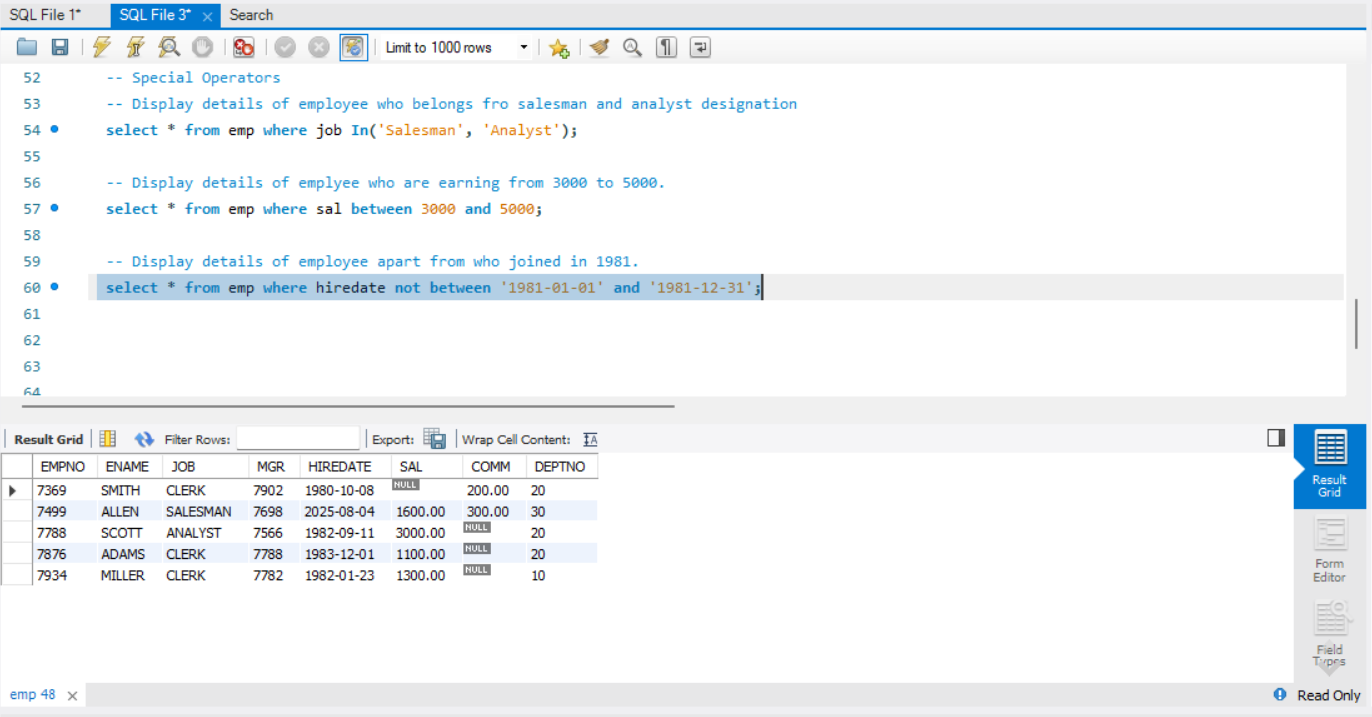 SQL File 1* SQL File 3* × Search
Limit to 1000 rows
52 -- Special Operators
53 -- Display details of employee who belongs fro salesman and analyst designation
54 select * from emp where job In('Salesman', 'Analyst');
55
56 -- Display details of emplyee who are earning from 3000 to 5000.
57 select * from emp where sal between 3000 and 5000;
58
59 -- Display details of employee apart from who joined in 1981.
60 select * from emp where hiredate not between '1981-01-01' and '1981-12-31';
61
62
63
64
Result Grid Filter Rows: Export: Wrap Cell Content: IA
EMPNO ENAME JOB MGR HIREDATE SAL COMM DEPTNO
7369 SMITH CLERK 7902 1980-10-08 NULL 200.00 20
7499 ALLEN SALESMAN 7698 2025-08-04 1600.00 300.00 30
7788 SCOTT ANALYST 7566 1982-09-11 3000.00 NULL 20
7876 ADAMS CLERK 7788 1983-12-01 1100.00 NULL 20
7934 MILLER CLERK 7782 1982-01-23 1300.00 NULL 10
Result
Grid
Form
Editor
Field
Types
emp 48 × Read Only